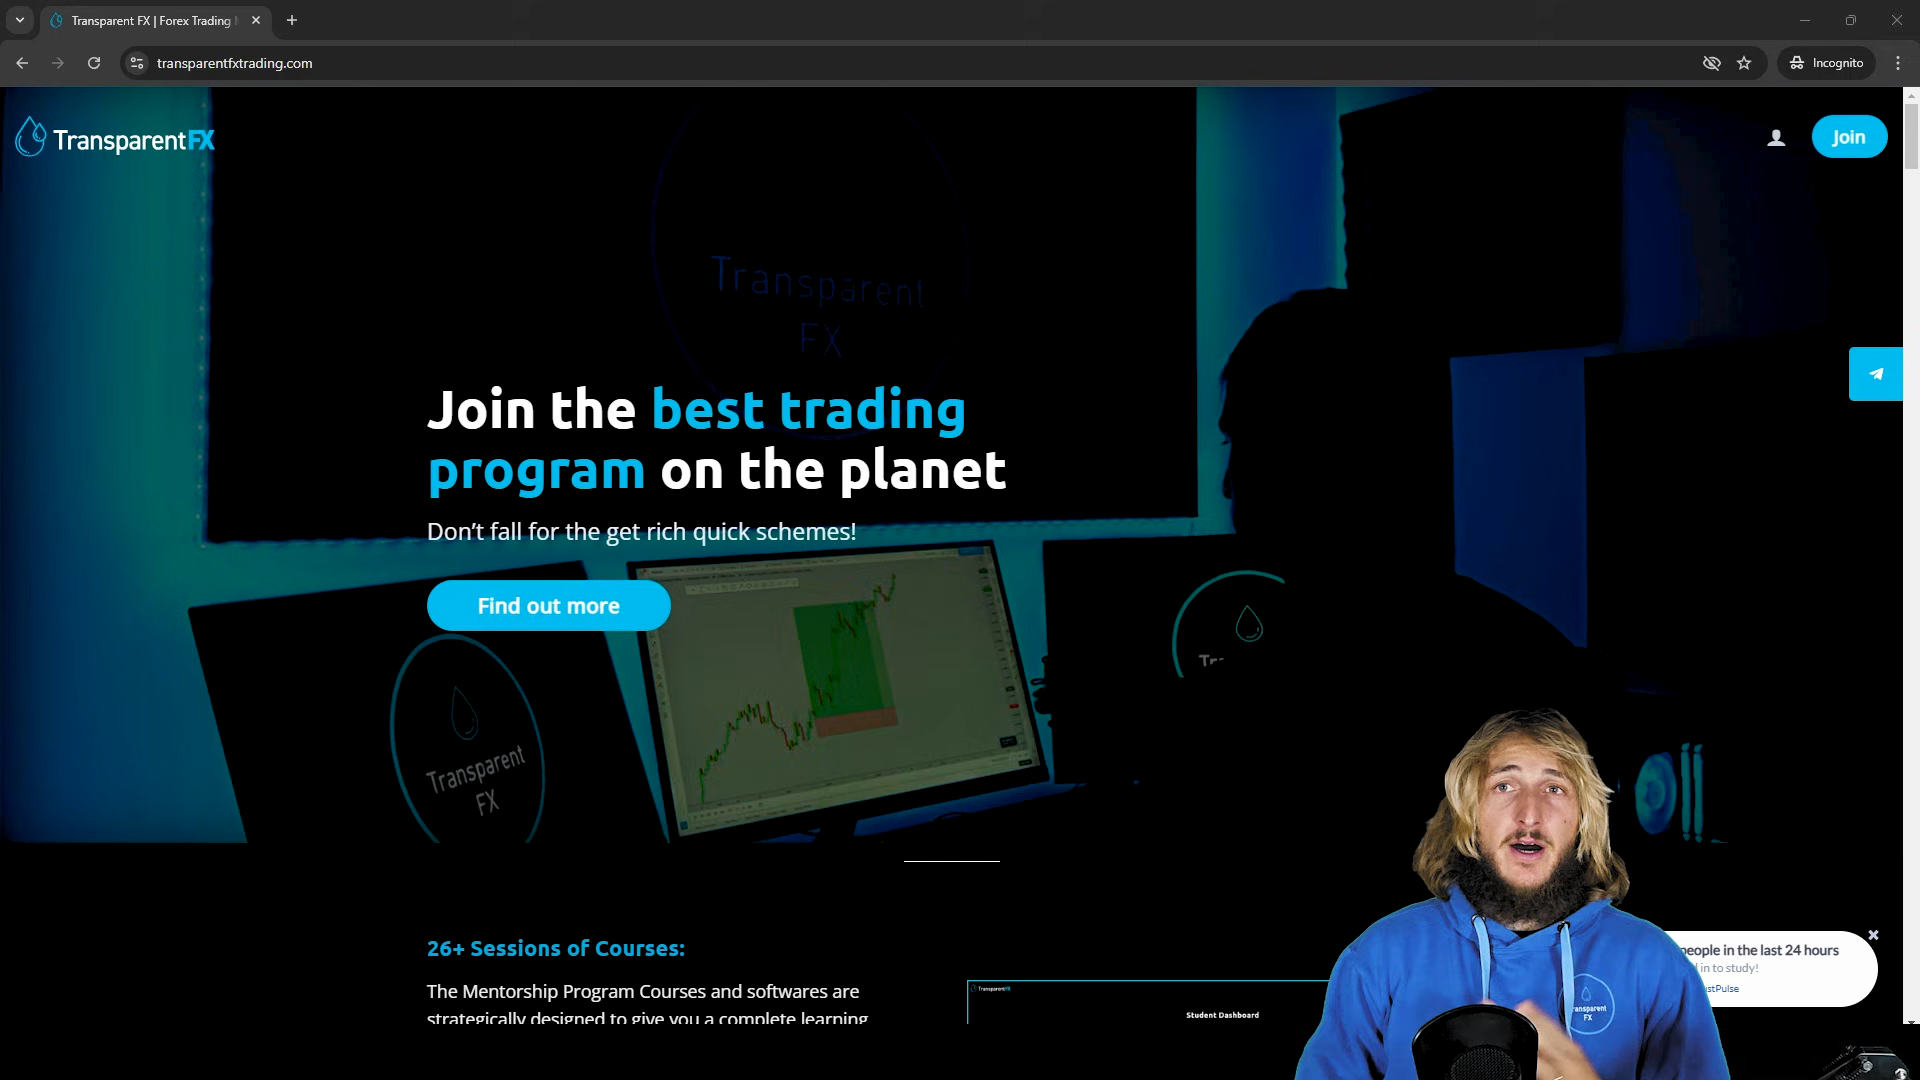 Transparent FX | Forex Trading
transparentfxtrading.com
Incognito
TransparentFX
Join
Transparent
FX
Join the best trading
program on the planet
Don't fall for the get rich quick schemes!
Find out more
Transparent
FX
26+ Sessions of Courses:
The Mentorship Program Courses and softwares are
strategically designed to give you a complete learning
TransparentFX
Student Dashboard
people in the last 24 hours
in to study!
FX